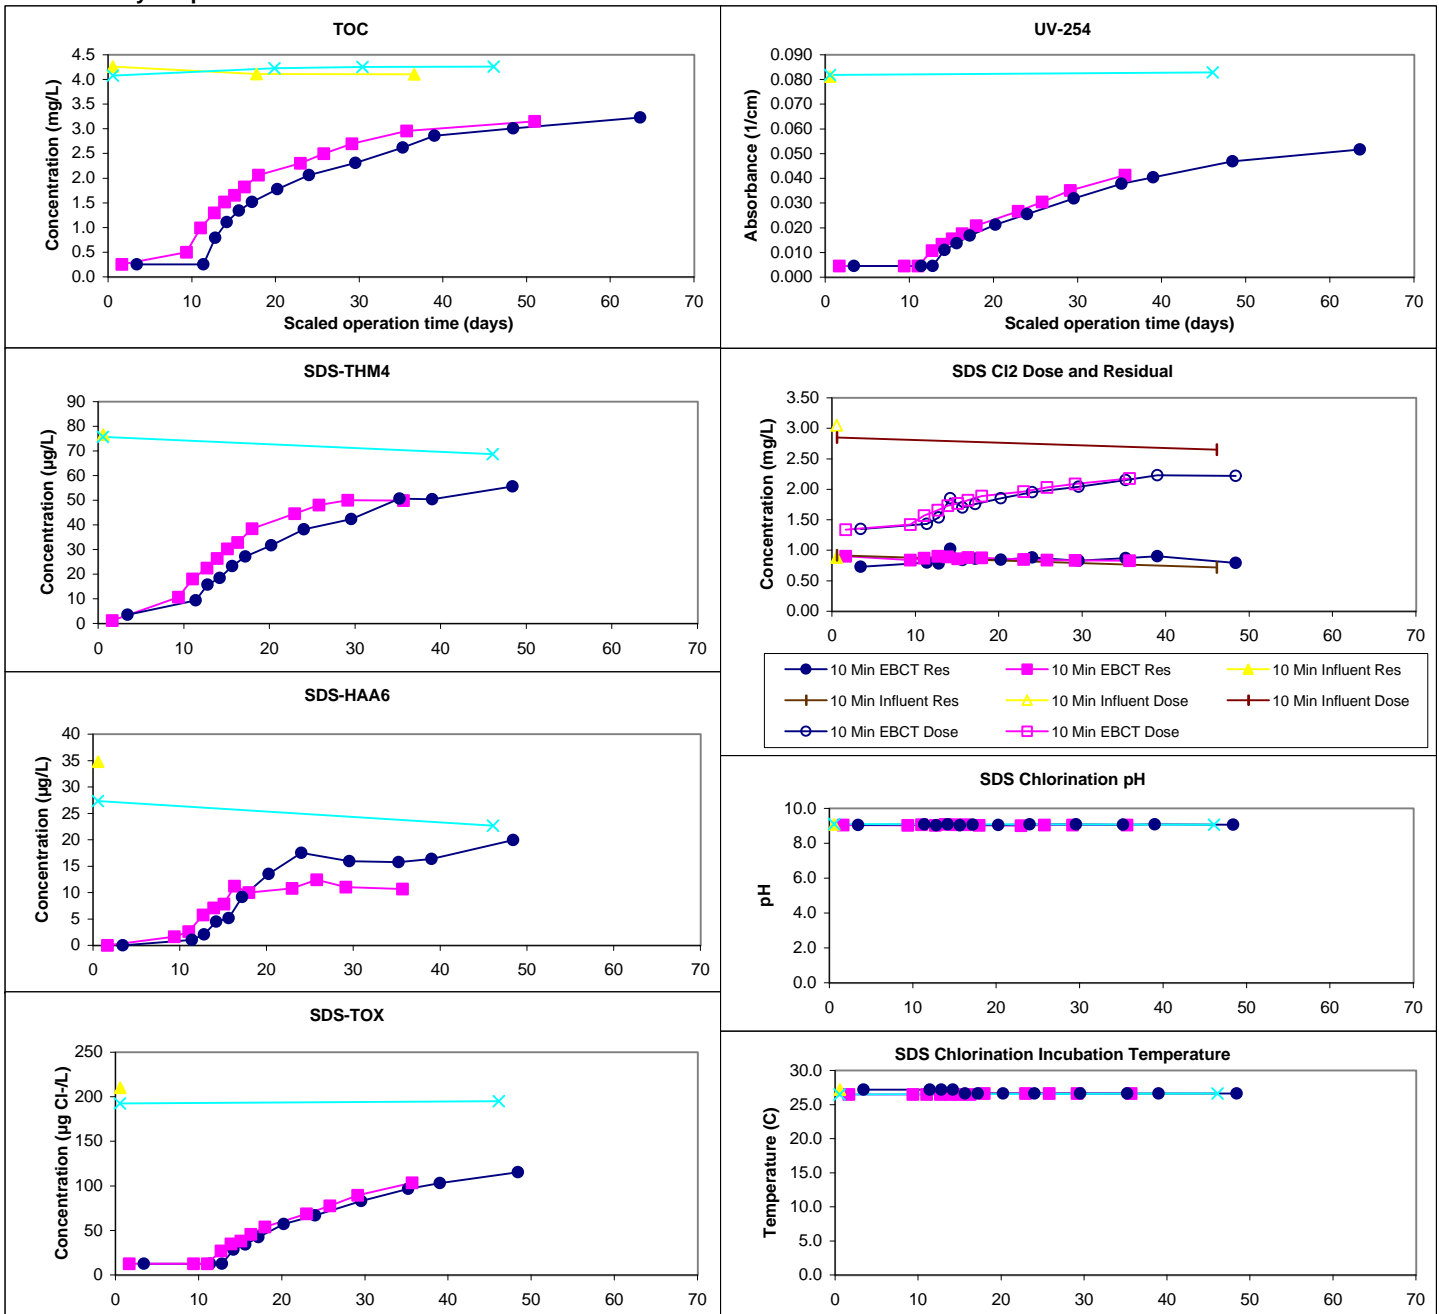 TOC
Concentration (mg/L)
4.5
4.0
3.5
3.0
2.5
2.0
1.5
1.0
0.5
0.0
0 10 20 30 40 50 60 70
Scaled operation time (days)
UV-254
Absorbance (1/cm)
0.090
0.080
0.070
0.060
0.050
0.040
0.030
0.020
0.010
0.000
0 10 20 30 40 50 60 70
Scaled operation time (days)
SDS-THM4
Concentration (µg/L)
90
80
70
60
50
40
30
20
10
0
0 10 20 30 40 50 60 70
SDS Cl2 Dose and Residual
Concentration (mg/L)
3.50
3.00
2.50
2.00
1.50
1.00
0.50
0.00
0 10 20 30 40 50 60 70
10 Min EBCT Res 10 Min EBCT Res 10 Min Influent Res
10 Min Influent Res 10 Min Influent Dose 10 Min Influent Dose
10 Min EBCT Dose 10 Min EBCT Dose
SDS-HAA6
Concentration (µg/L)
40
35
30
25
20
15
10
5
0
0 10 20 30 40 50 60 70
SDS Chlorination pH
pH
10.0
8.0
6.0
4.0
2.0
0.0
0 10 20 30 40 50 60 70
SDS-TOX
Concentration (µg Cl-/L)
250
200
150
100
50
0
0 10 20 30 40 50 60 70
SDS Chlorination Incubation Temperature
Temperature (C)
30.0
25.0
20.0
15.0
10.0
5.0
0.0
0 10 20 30 40 50 60 70